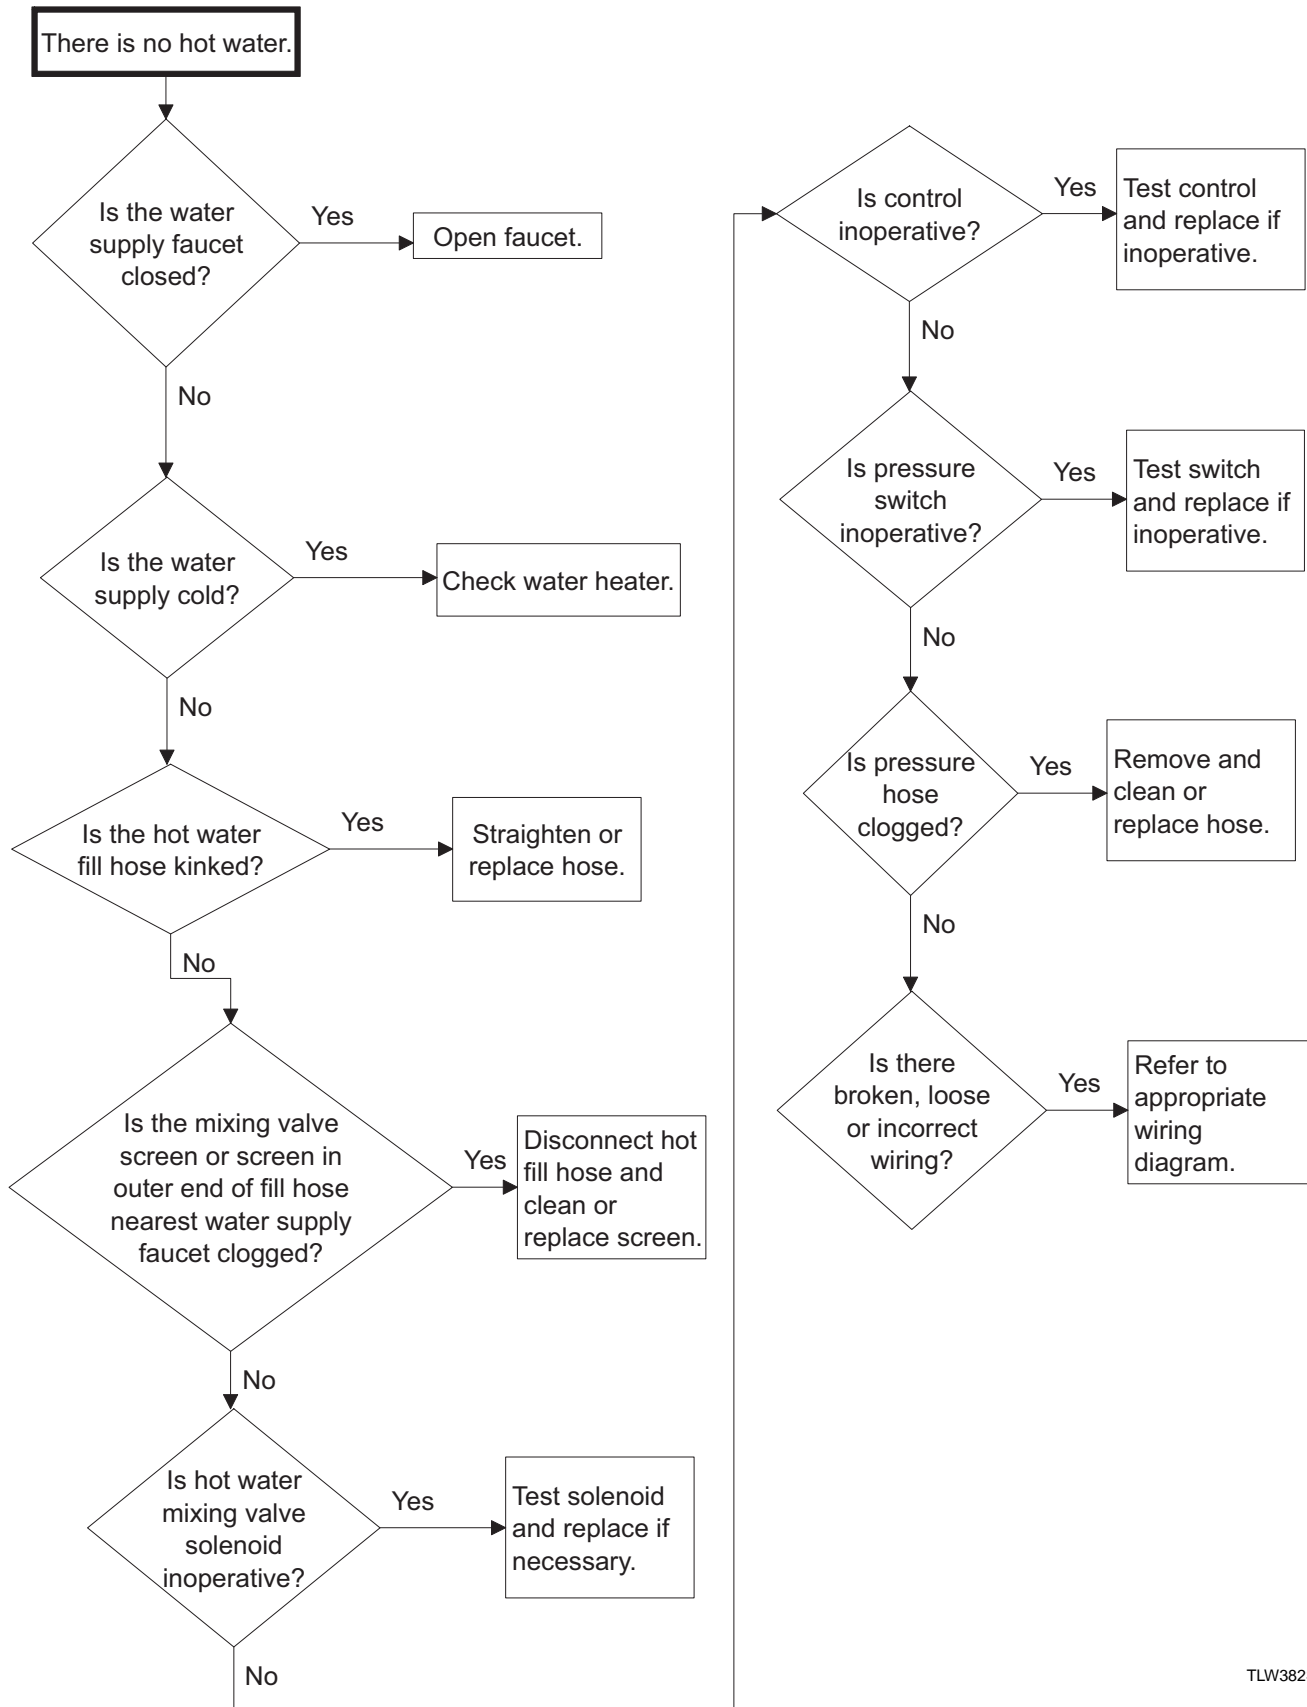 There is no hot water.
Is the water
supply faucet
closed?
Yes
Open faucet.
No
Is the water
supply cold?
Yes
Check water heater.
No
Is the hot water
fill hose kinked?
Yes
Straighten or
replace hose.
No
Is the mixing valve
screen or screen in
outer end of fill hose
nearest water supply
faucet clogged?
Yes
Disconnect hot
fill hose and
clean or
replace screen.
No
Is hot water
mixing valve
solenoid
inoperative?
Yes
Test solenoid
and replace if
necessary.
No
Is control
inoperative?
Yes
Test control
and replace if
inoperative.
No
Is pressure
switch
inoperative?
Yes
Test switch
and replace if
inoperative.
No
Is pressure
hose
clogged?
Yes
Remove and
clean or
replace hose.
No
Is there
broken, loose
or incorrect
wiring?
Yes
Refer to
appropriate
wiring
diagram.
TLW382